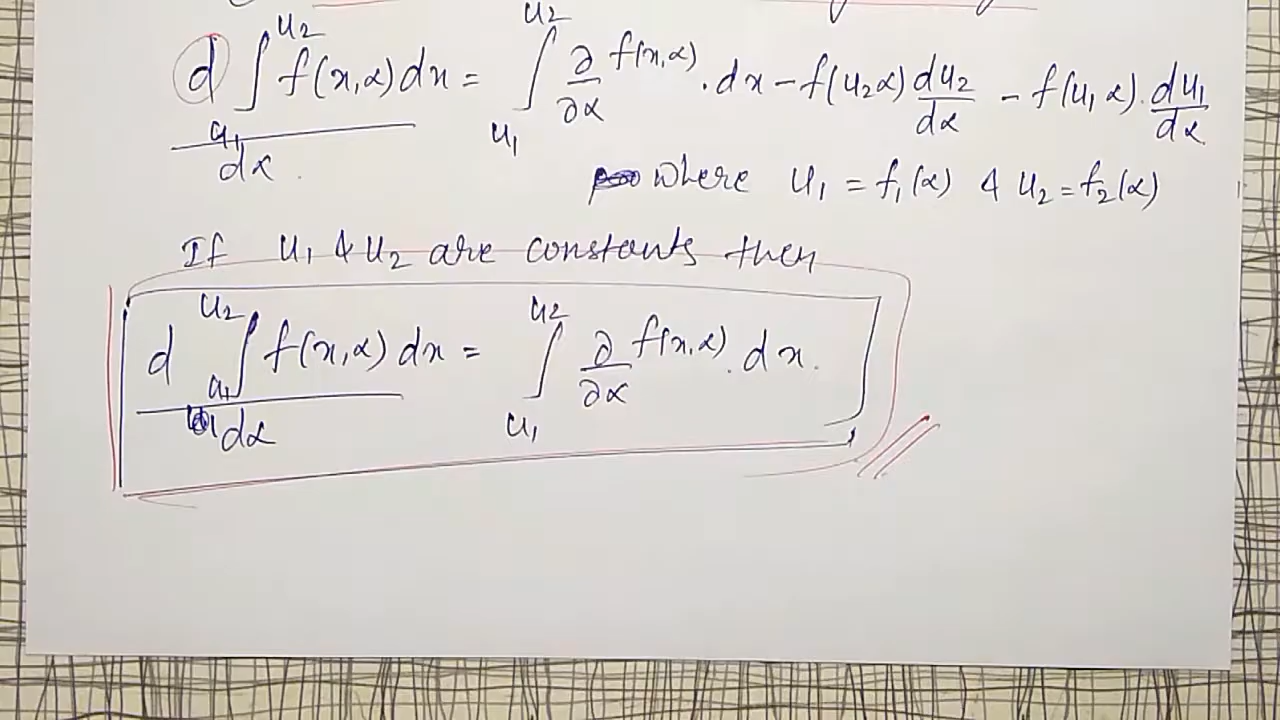 d/dα ∫_{u₁}^{u₂} f(x,α)dx = ∫_{u₁}^{u₂} ∂/∂α f(x,α) . dx - f(u₂α) du₂/dα - f(u₁ α) . du₁/dα
where u₁ = f₁(α) & u₂ = f₂(α)
If u₁ & u₂ are constants then
d/dα ∫_{u₁}^{u₂} f(x,α) dx = ∫_{u₁}^{u₂} ∂/∂α f(x,α) . dx.